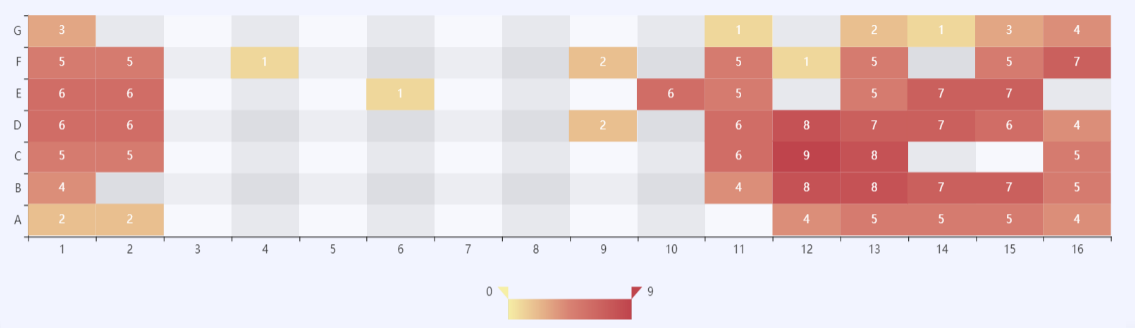 G 3 1 2 1 3 4
F 5 5 1 2 5 1 5 5 7
E 6 6 1 6 5 5 7 7
D 6 6 2 6 8 7 7 6 4
C 5 5 6 9 8 5
B 4 4 8 8 7 7 5
A 2 2 4 5 5 5 4
1 2 3 4 5 6 7 8 9 10 11 12 13 14 15 16
0 9